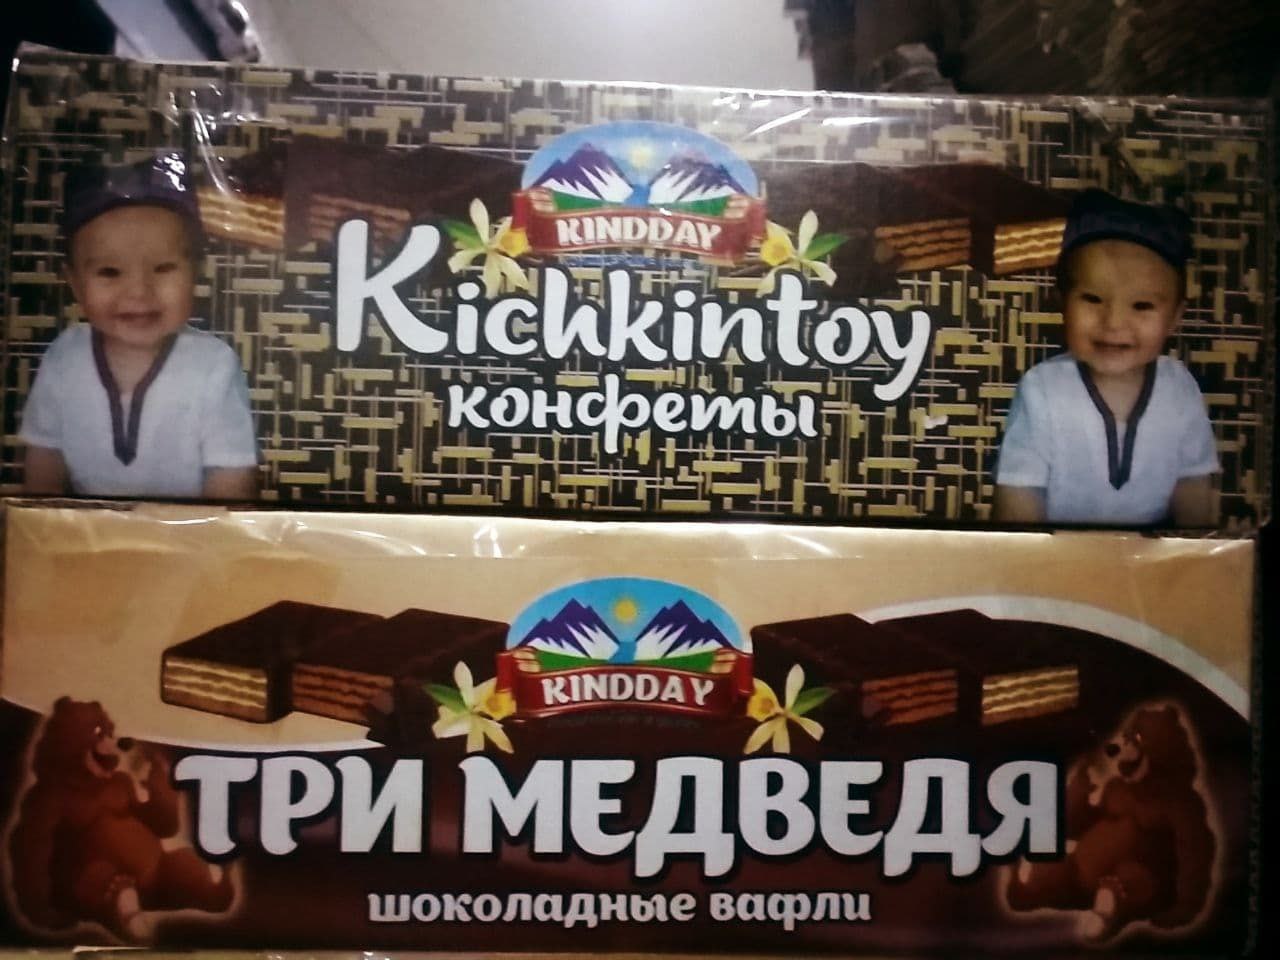 KINDDAY
Kichkintoy
конфеты
KINDDAY
ТРИ МЕДВЕДЯ
шоколадные вафли